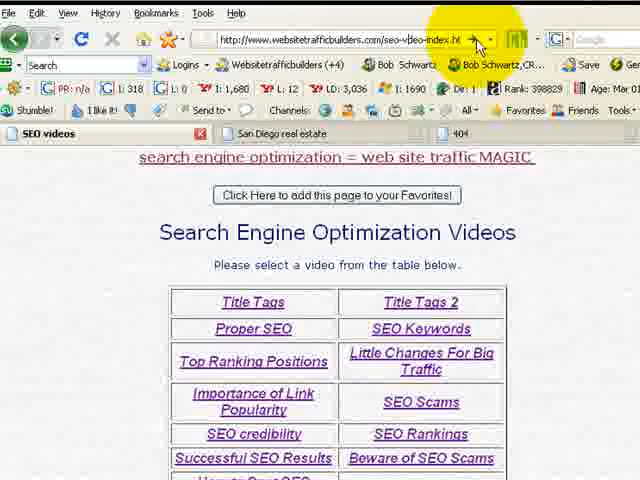 File Edit View History Bookmarks Tools Help
http://www.websitetrafficbuilders.com/seo-video-index.ht
Google
Search Logins Websitetrafficbuilders (+4) Bob Schwartz Bob Schwartz,CR... Save
PR: n/a I: 318 L: 0 I: 1,680 L: 12 LD: 3,036 I: 1690 Dir: 1 Rank: 398829 Age: Mar 01
Stumble! I like it! Send to Channels: All Favorites Friends Tools
SEO videos San Diego real estate 404
search engine optimization = web site traffic MAGIC
Click Here to add this page to your Favorites!
Search Engine Optimization Videos
Please select a video from the table below.
Title Tags Title Tags 2
Proper SEO SEO Keywords
Top Ranking Positions Little Changes For Big
Traffic
Importance of Link
Popularity SEO Scams
SEO credibility SEO Rankings
Successful SEO Results Beware of SEO Scams